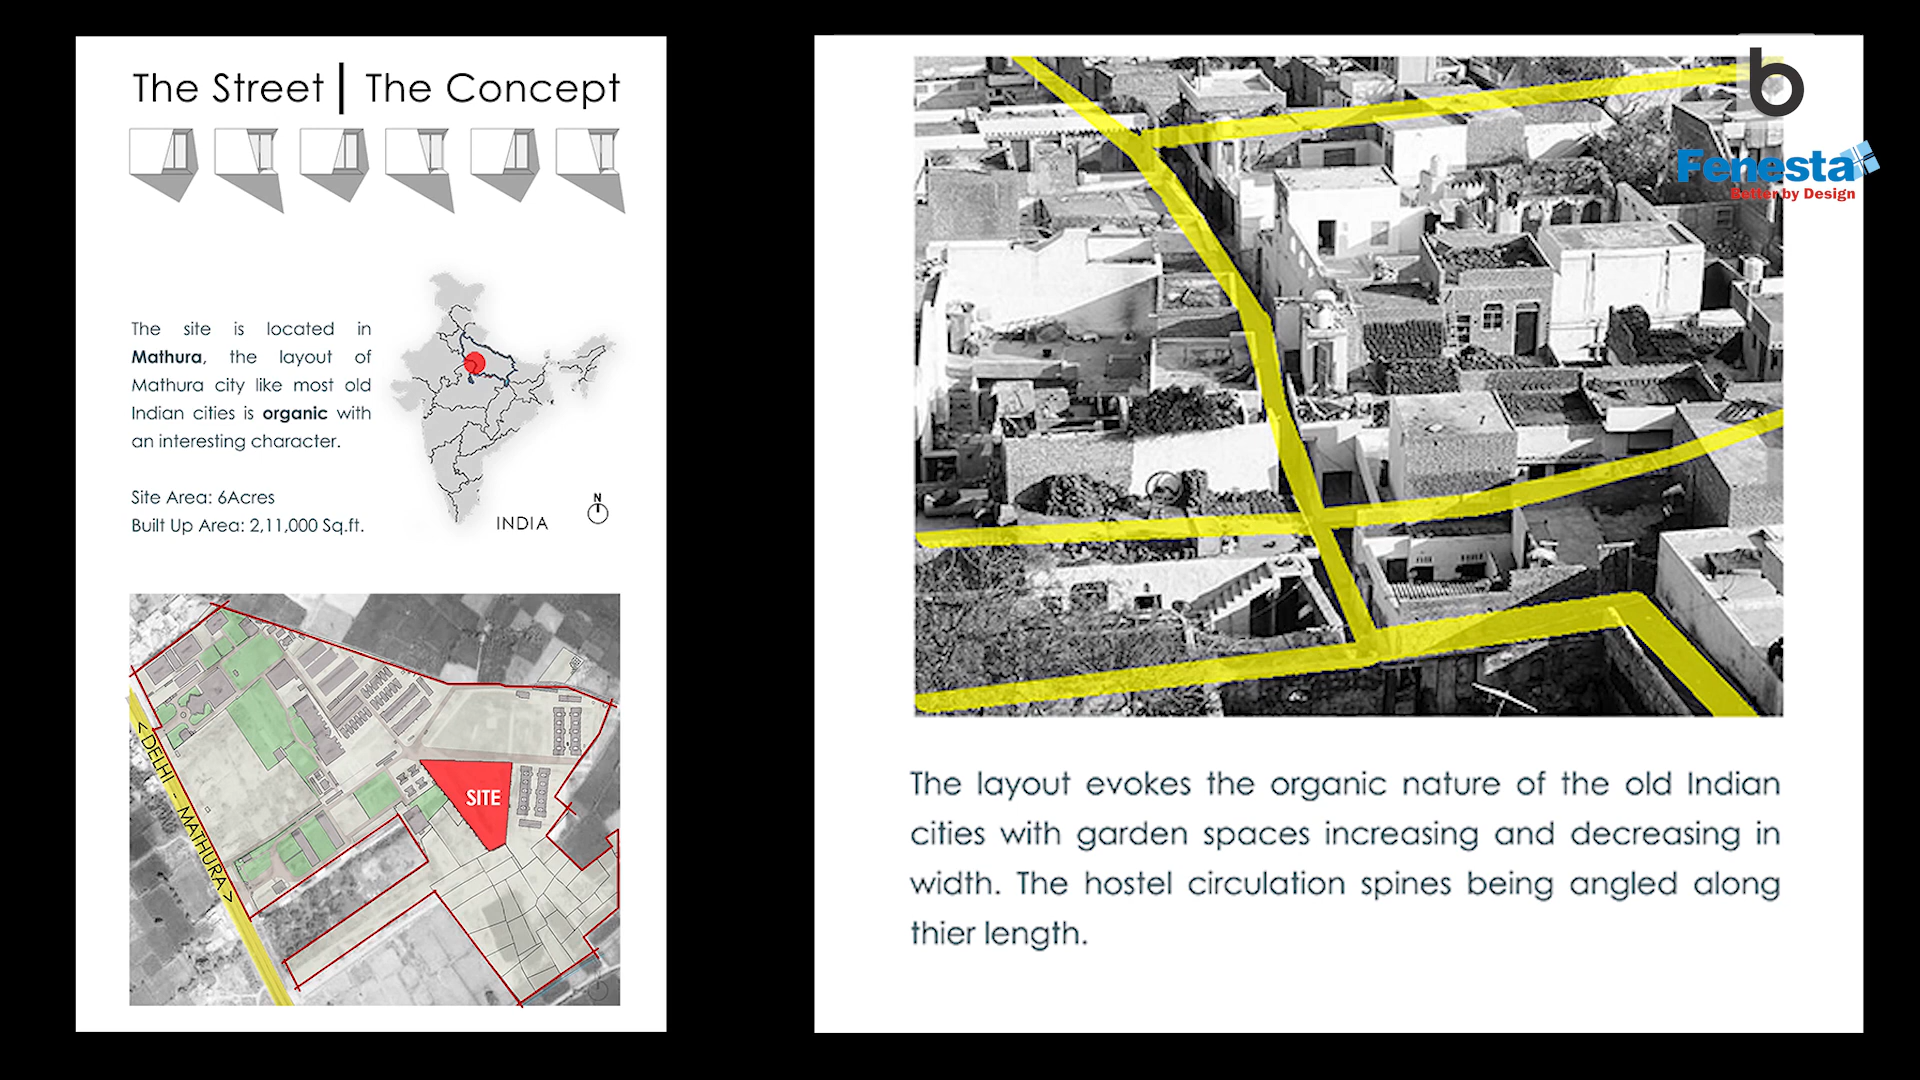 The Street | The Concept
The site is located in
Mathura, the layout of
Mathura city like most old
Indian cities is organic with
an interesting character.
Site Area: 6Acres
Built Up Area: 2,11,000 Sq.ft.
INDIA
N
SITE
< DELHI - MATHURA >
b
Fenesta
Better by Design
The layout evokes the organic nature of the old Indian
cities with garden spaces increasing and decreasing in
width. The hostel circulation spines being angled along
thier length.